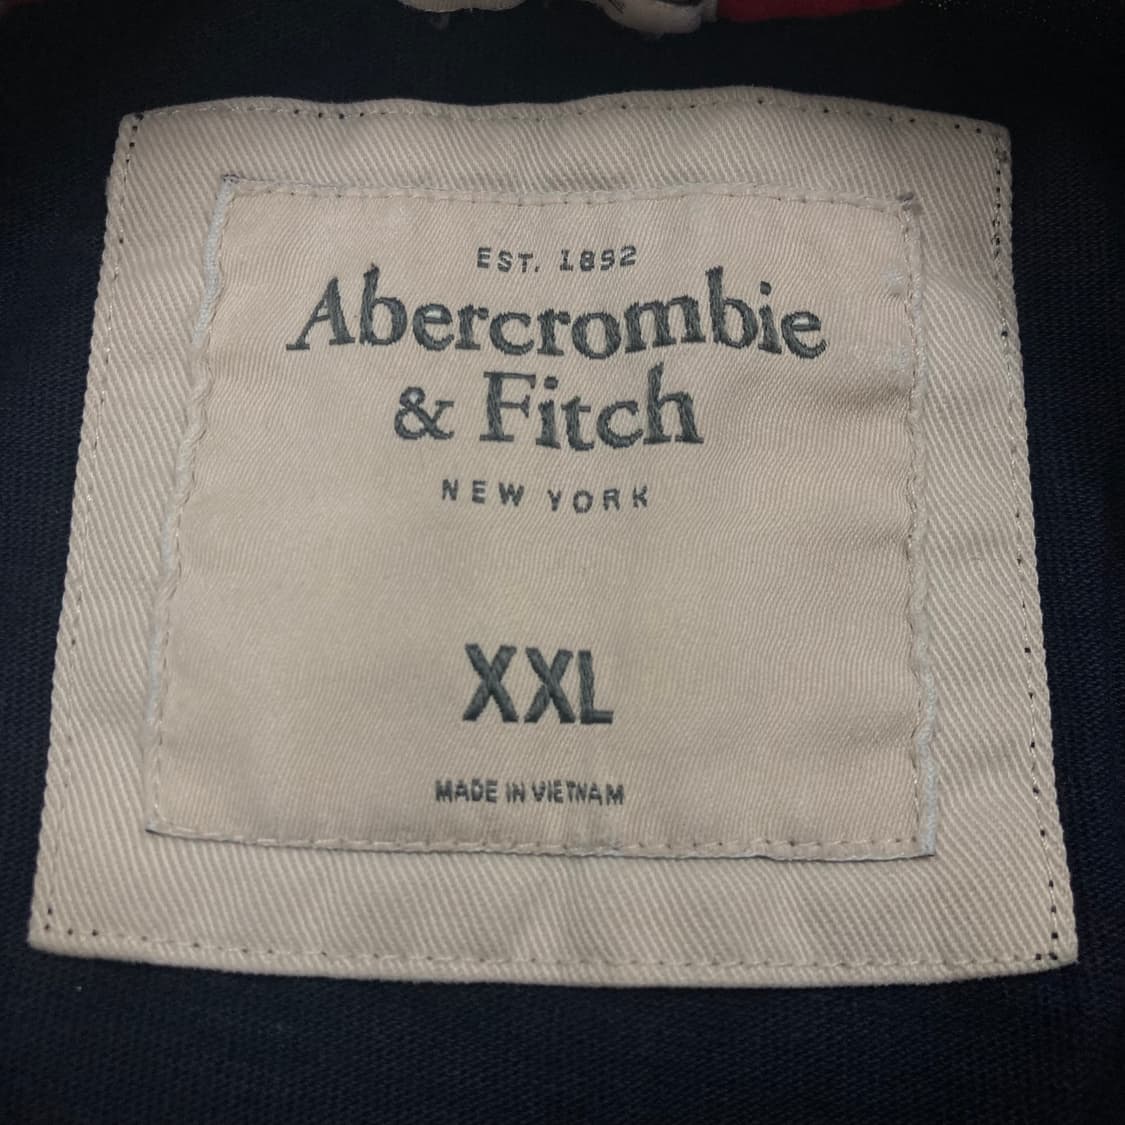 EST. 1892
Abercrombie
& Fitch
NEW YORK
XXL
MADE IN VIETNAM